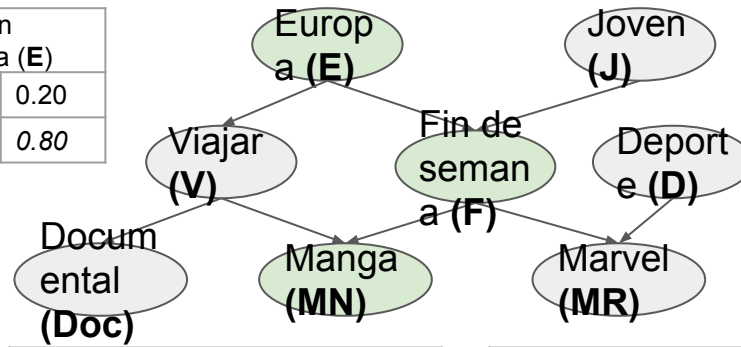 n
a (E)
0.20
0.80
Europ
a (E)
Joven
(J)
Viajar
(V)
Fin de
seman
a (F)
Deport
e (D)
Docum
ental
(Doc)
Manga
(MN)
Marvel
(MR)